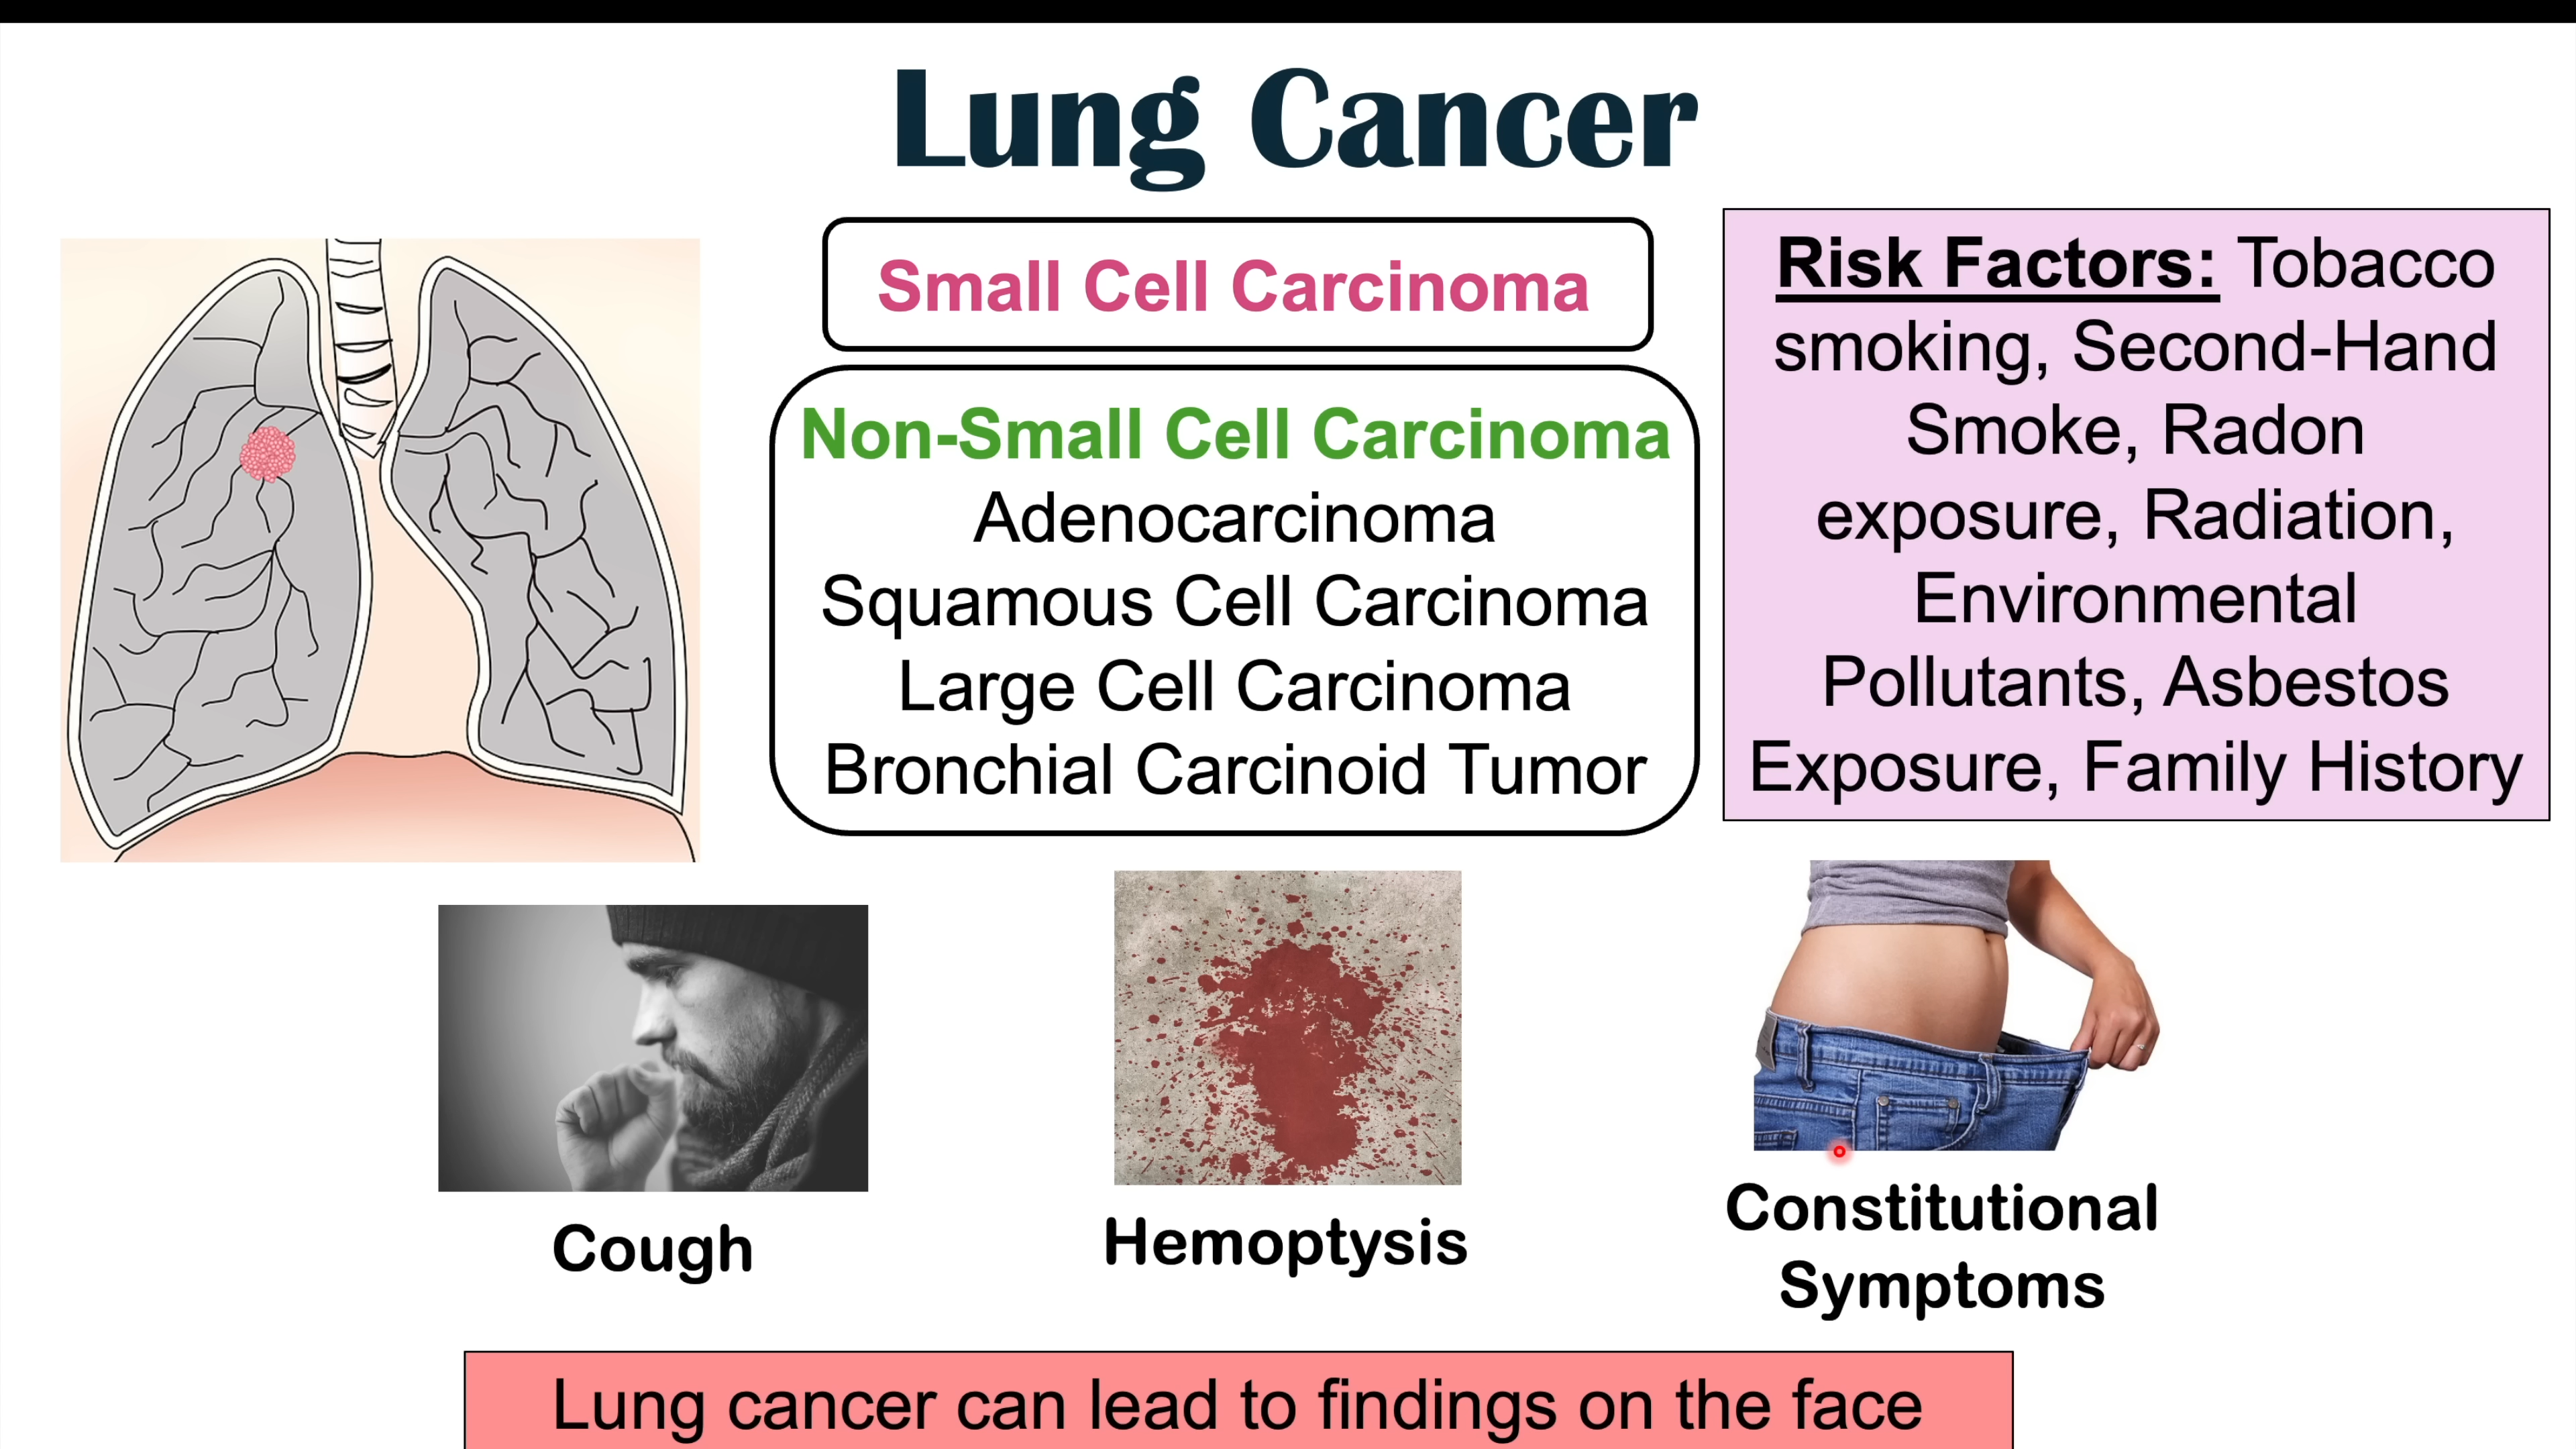 Lung Cancer
Small Cell Carcinoma
Non-Small Cell Carcinoma
Adenocarcinoma
Squamous Cell Carcinoma
Large Cell Carcinoma
Bronchial Carcinoid Tumor
Risk Factors: Tobacco
smoking, Second-Hand
Smoke, Radon
exposure, Radiation,
Environmental
Pollutants, Asbestos
Exposure, Family History
Cough
Hemoptysis
Constitutional
Symptoms
Lung cancer can lead to findings on the face